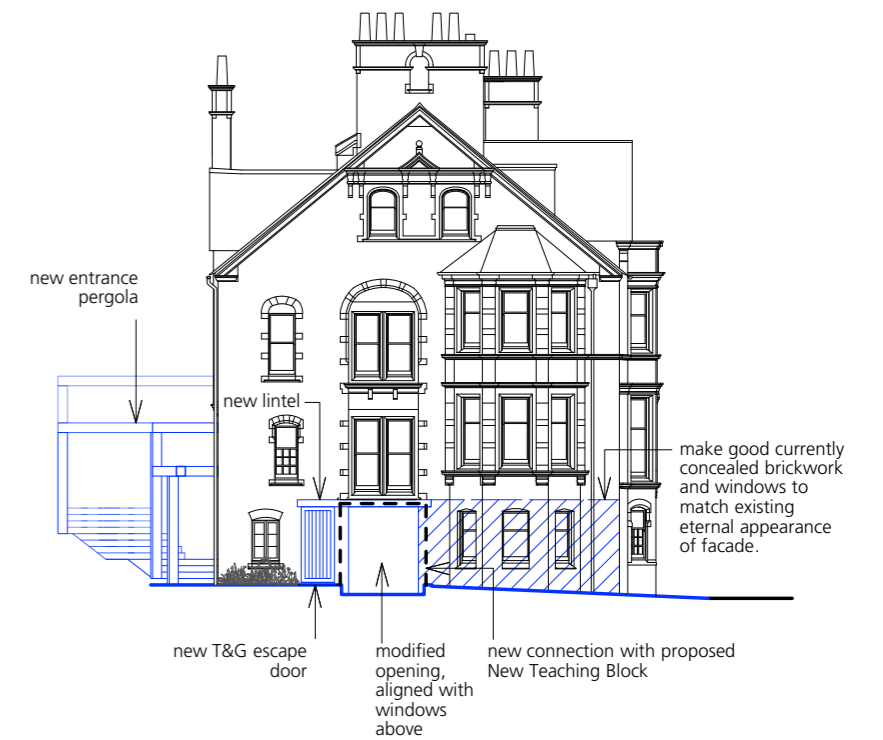 new entrance
pergola
new lintel
make good currently
concealed brickwork
and windows to
match existing
eternal appearance
of facade.
new T&G escape
door
modified
opening,
aligned with
windows
above
new connection with proposed
New Teaching Block